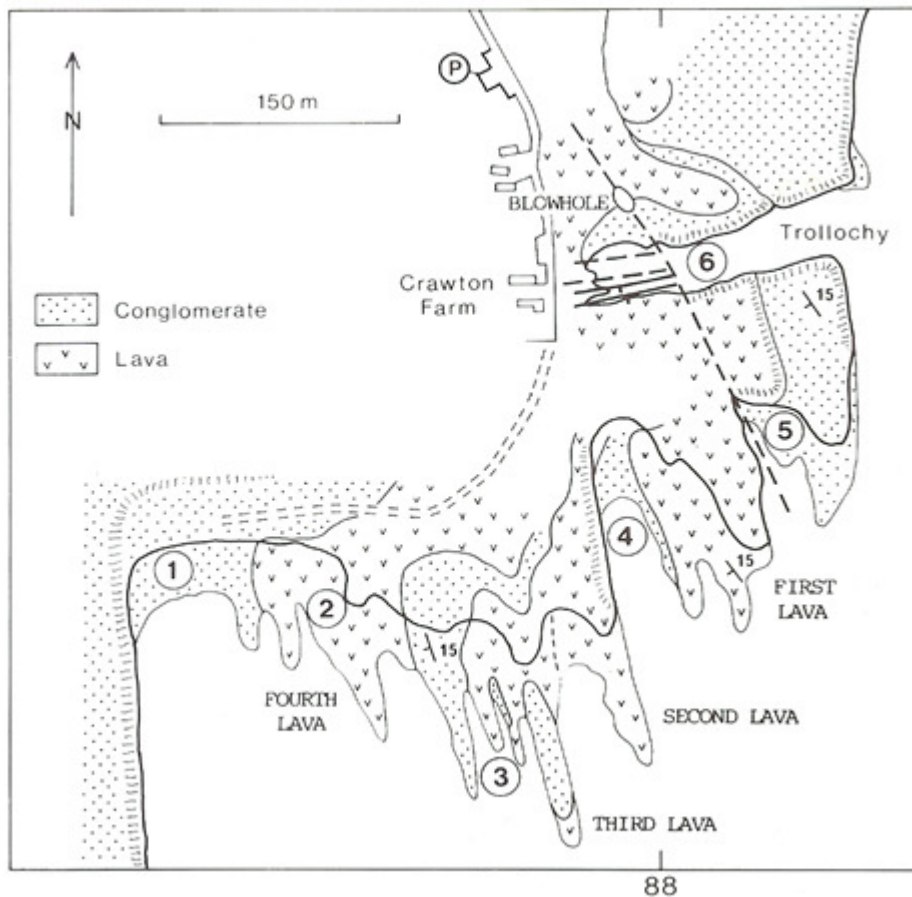 P
150 m
N
BLOWHOLE
6
Trollochy
Crawton
Farm
15
Conglomerate
Lava
5
4
1
2
15
FIRST
LAVA
15
FOURTH
LAVA
SECOND LAVA
3
THIRD LAVA
88